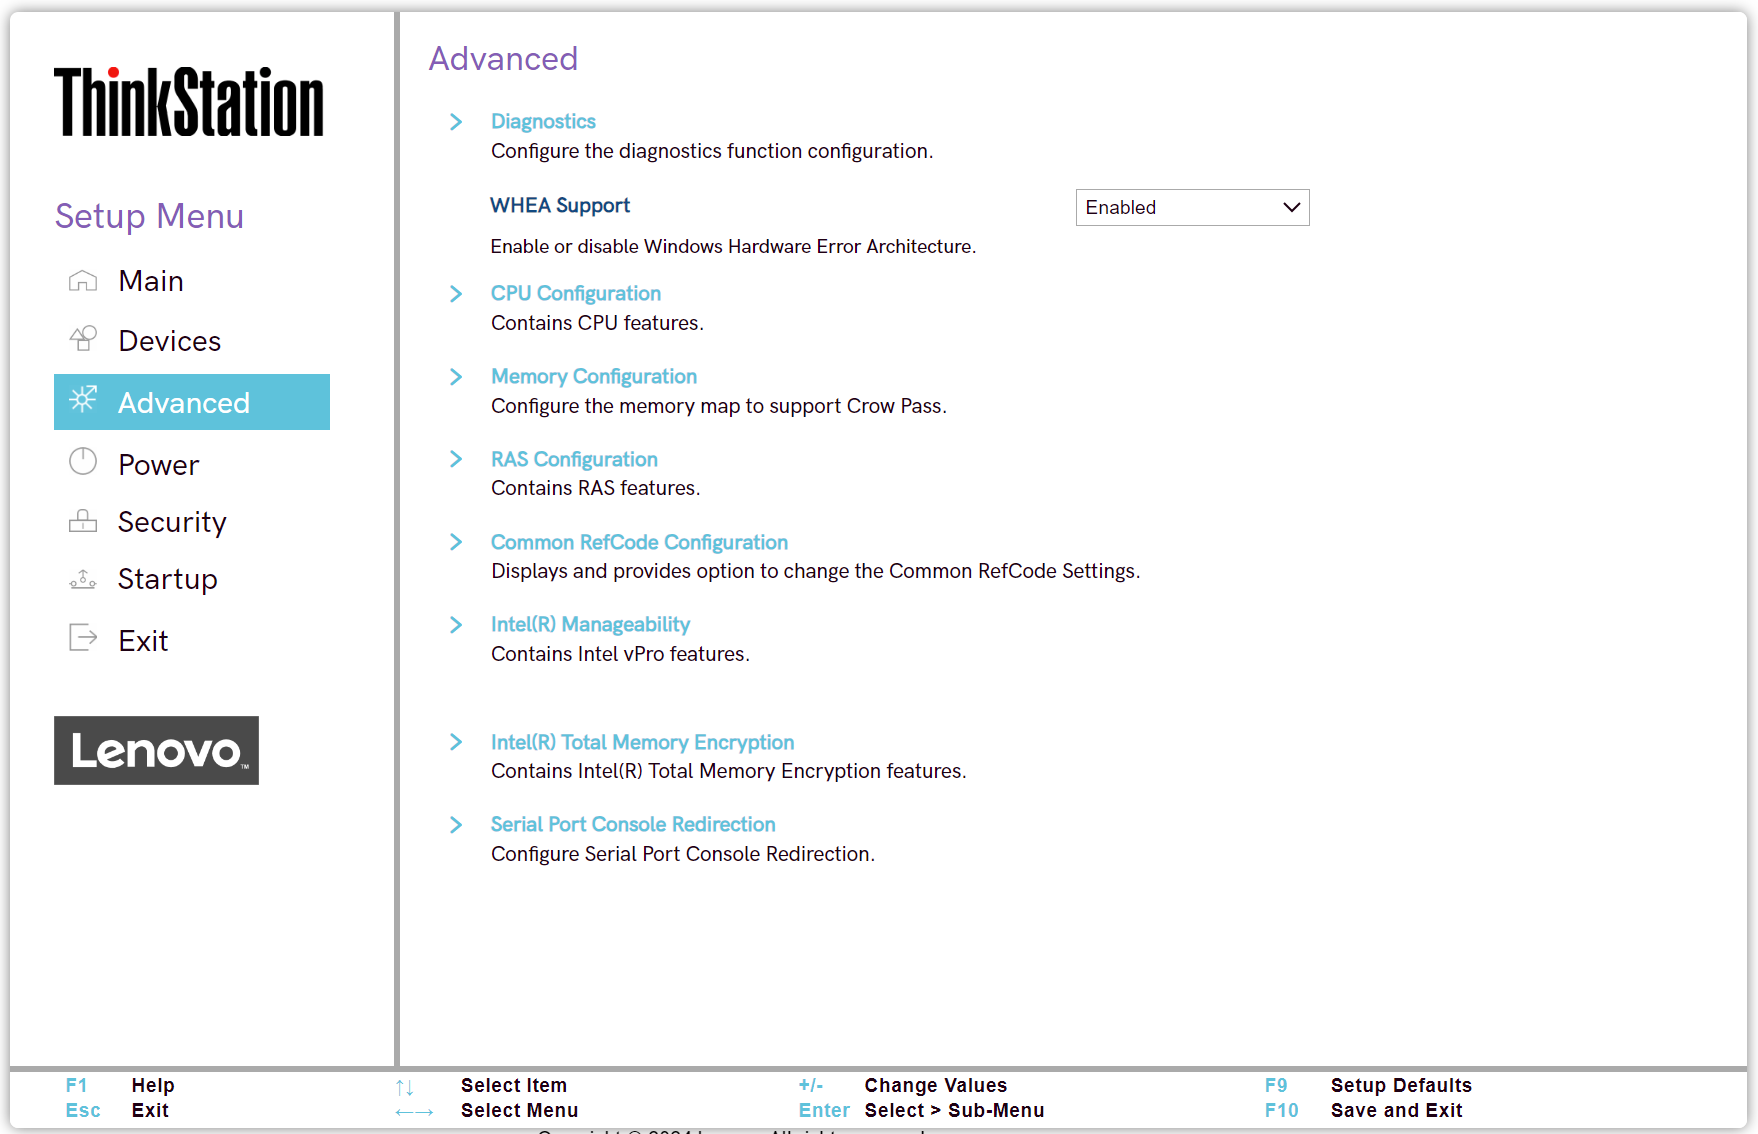 ThinkStation
Setup Menu
Main
Devices
Advanced
Power
Security
Startup
Exit
Lenovo™
Advanced
Diagnostics
Configure the diagnostics function configuration.
WHEA Support
Enabled
Enable or disable Windows Hardware Error Architecture.
CPU Configuration
Contains CPU features.
Memory Configuration
Configure the memory map to support Crow Pass.
RAS Configuration
Contains RAS features.
Common RefCode Configuration
Displays and provides option to change the Common RefCode Settings.
Intel(R) Manageability
Contains Intel vPro features.
Intel(R) Total Memory Encryption
Contains Intel(R) Total Memory Encryption features.
Serial Port Console Redirection
Configure Serial Port Console Redirection.
F1 Help ↑↓ Select Item +/- Change Values F9 Setup Defaults
Esc Exit ←→ Select Menu Enter Select > Sub-Menu F10 Save and Exit